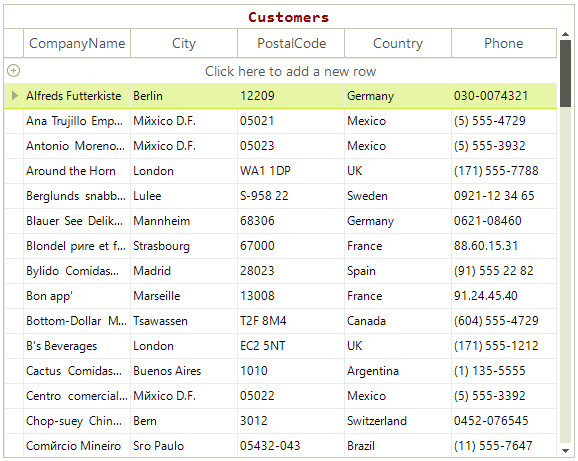 Customers
CompanyName City PostalCode Country Phone
Click here to add a new row
Alfreds Futterkiste Berlin 12209 Germany 030-0074321
Ana Trujillo Emp... Mйxico D.F. 05021 Mexico (5) 555-4729
Antonio Moreno... Mйxico D.F. 05023 Mexico (5) 555-3932
Around the Horn London WA1 1DP UK (171) 555-7788
Berglunds snabb... Lulee S-958 22 Sweden 0921-12 34 65
Blauer See Delik... Mannheim 68306 Germany 0621-08460
Blondel pиre et f... Strasbourg 67000 France 88.60.15.31
Bylido Comidas... Madrid 28023 Spain (91) 555 22 82
Bon app' Marseille 13008 France 91.24.45.40
Bottom-Dollar M... Tsawassen T2F 8M4 Canada (604) 555-4729
B's Beverages London EC2 5NT UK (171) 555-1212
Cactus Comidas... Buenos Aires 1010 Argentina (1) 135-5555
Centro comercial... Mйxico D.F. 05022 Mexico (5) 555-3392
Chop-suey Chin... Bern 3012 Switzerland 0452-076545
Comйrcio Mineiro Sro Paulo 05432-043 Brazil (11) 555-7647